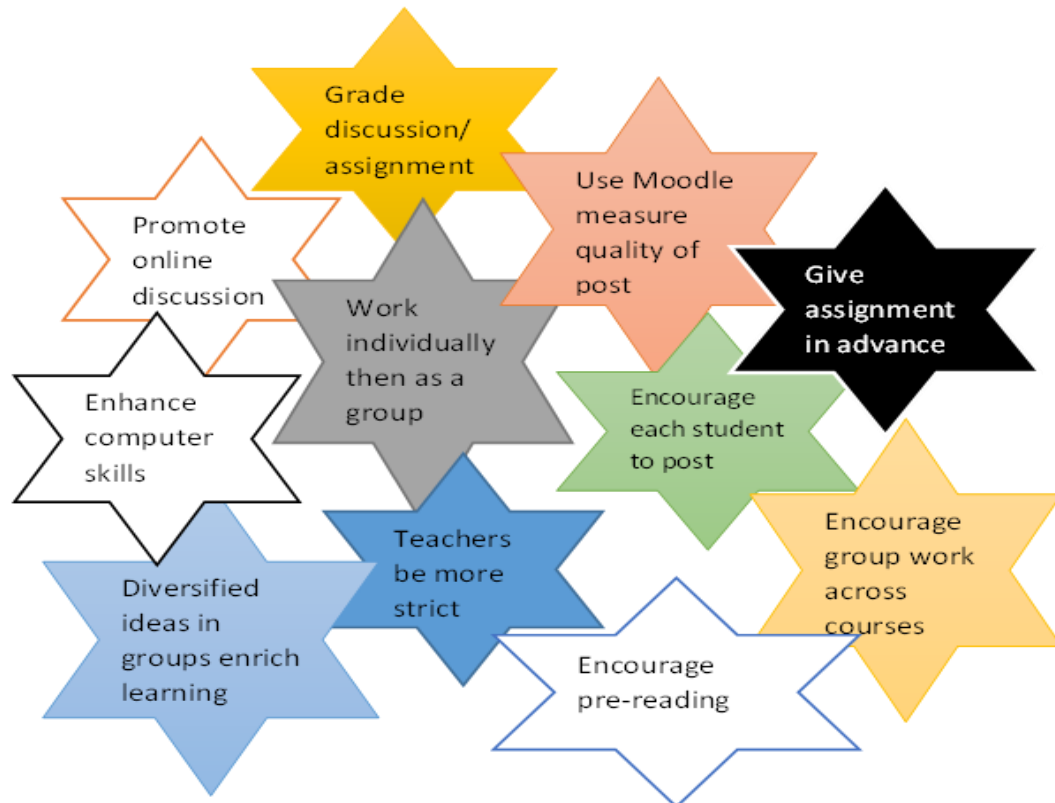 Grade
discussion/
assignment
Use Moodle
measure
quality of
post
Promote
online
discussion
Give
assignment
in advance
Work
individually
then as a
group
Enhance
computer
skills
Encourage
each student
to post
Encourage
group work
across
courses
Teachers
be more
strict
Diversified
ideas in
groups enrich
learning
Encourage
pre-reading